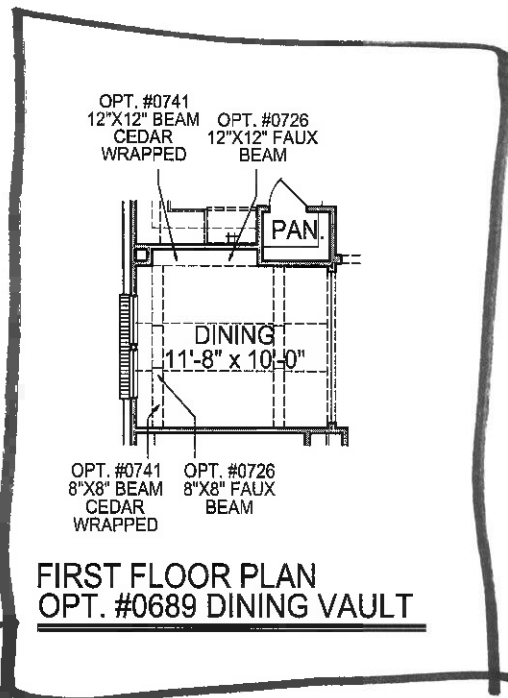 OPT. #0741
12"X12" BEAM
CEDAR
WRAPPED
OPT. #0726
12"X12" FAUX
BEAM
PAN.
DINING
11'-8" x 10'-0"
OPT. #0741
8"X8" BEAM
CEDAR
WRAPPED
OPT. #0726
8"X8" FAUX
BEAM
FIRST FLOOR PLAN
OPT. #0689 DINING VAULT